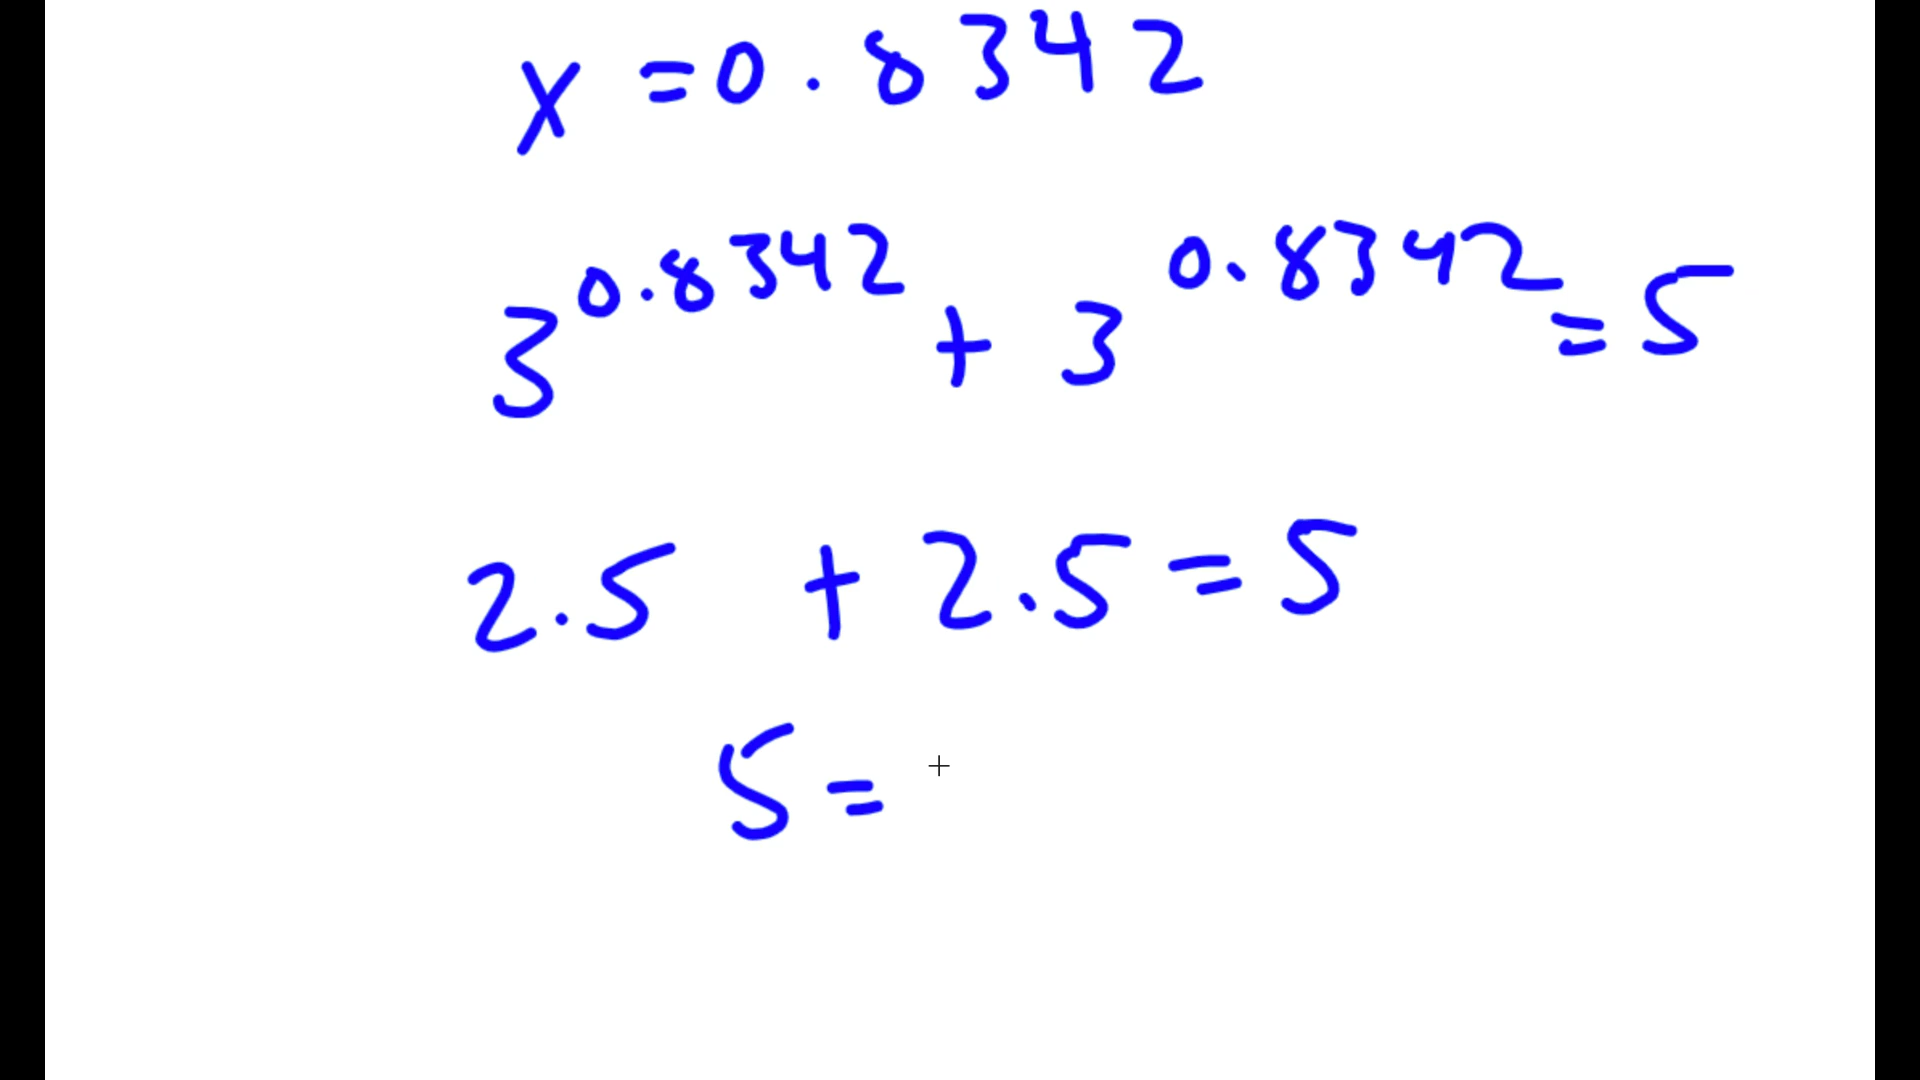 x = 0.8342
3^0.8342 + 3^0.8342 = 5
2.5 + 2.5 = 5
5 =